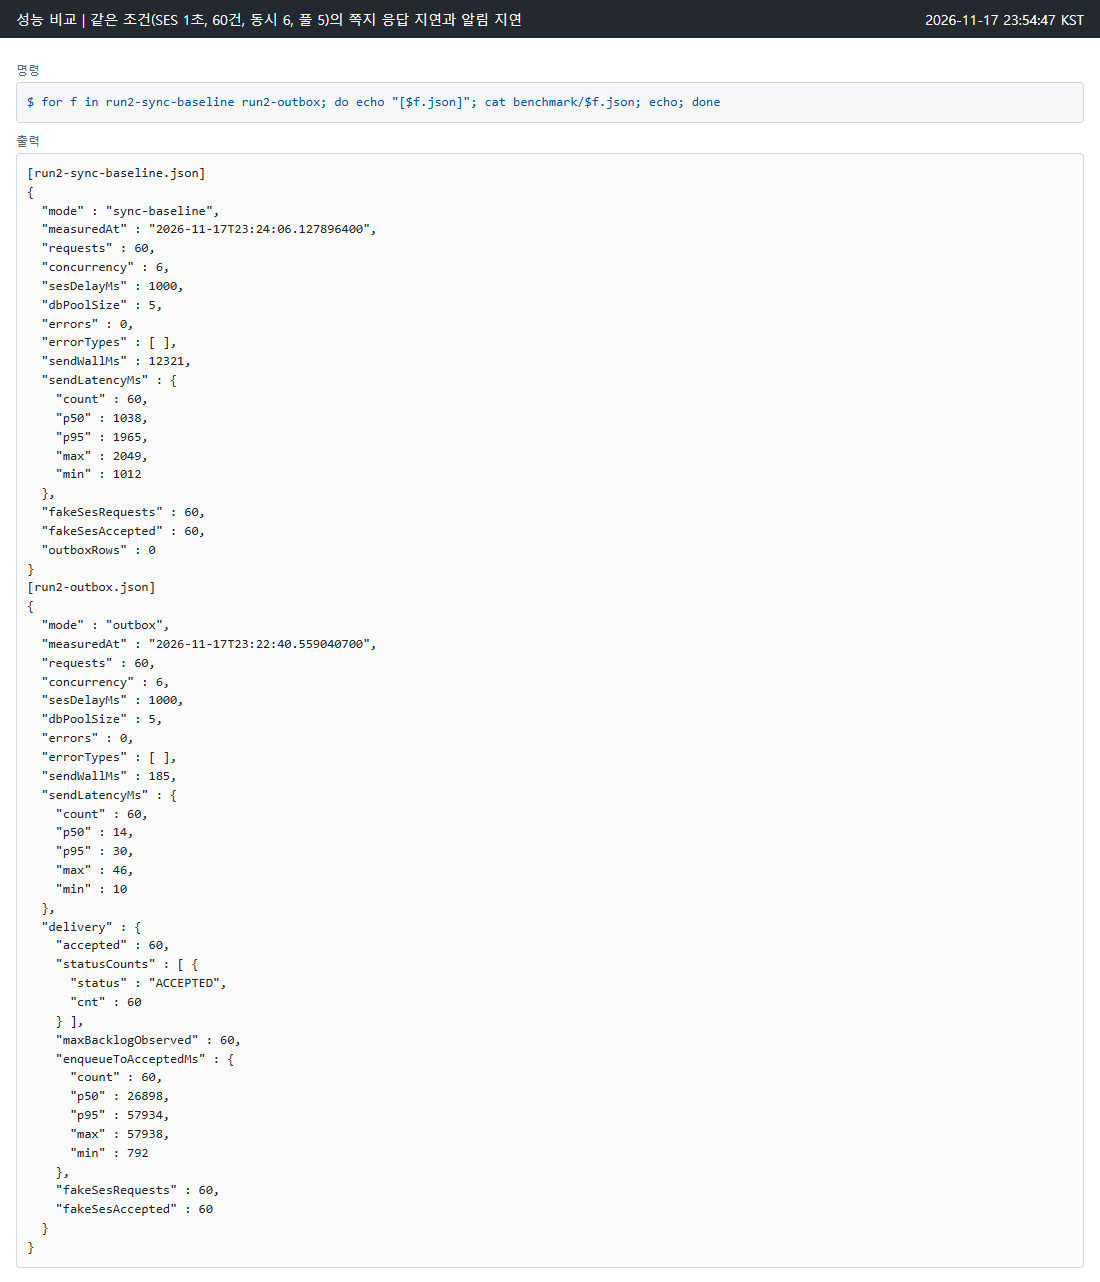 성능 비교 | 같은 조건(SES 1초, 60건, 동시 6, 풀 5)의 쪽지 응답 지연과 알림 지연
2026-11-17 23:54:47 KST
명령
$ for f in run2-sync-baseline run2-outbox; do echo "[$f.json]"; cat benchmark/$f.json; echo; done
출력
[run2-sync-baseline.json]
{
  "mode" : "sync-baseline",
  "measuredAt" : "2026-11-17T23:24:06.127896400",
  "requests" : 60,
  "concurrency" : 6,
  "sesDelayMs" : 1000,
  "dbPoolSize" : 5,
  "errors" : 0,
  "errorTypes" : [ ],
  "sendWallMs" : 12321,
  "sendLatencyMs" : {
    "count" : 60,
    "p50" : 1038,
    "p95" : 1965,
    "max" : 2049,
    "min" : 1012
  },
  "fakeSesRequests" : 60,
  "fakeSesAccepted" : 60,
  "outboxRows" : 0
}
[run2-outbox.json]
{
  "mode" : "outbox",
  "measuredAt" : "2026-11-17T23:22:40.559040700",
  "requests" : 60,
  "concurrency" : 6,
  "sesDelayMs" : 1000,
  "dbPoolSize" : 5,
  "errors" : 0,
  "errorTypes" : [ ],
  "sendWallMs" : 185,
  "sendLatencyMs" : {
    "count" : 60,
    "p50" : 14,
    "p95" : 30,
    "max" : 46,
    "min" : 10
  },
  "delivery" : {
    "accepted" : 60,
    "statusCounts" : [ {
      "status" : "ACCEPTED",
      "cnt" : 60
    } ],
    "maxBacklogObserved" : 60,
    "enqueueToAcceptedMs" : {
      "count" : 60,
      "p50" : 26898,
      "p95" : 57934,
      "max" : 57938,
      "min" : 792
    },
    "fakeSesRequests" : 60,
    "fakeSesAccepted" : 60
  }
}